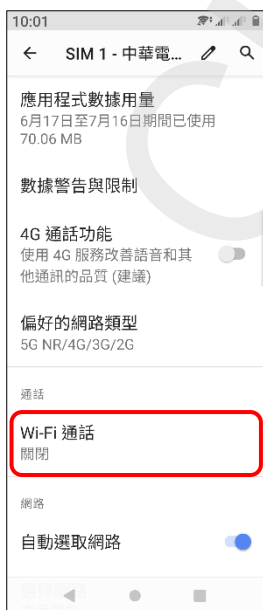 10:01
SIM 1 - 中華電...
應用程式數據用量
6月17日至7月16日期間已使用
70.06 MB
數據警告與限制
4G 通話功能
使用 4G 服務改善語音和其
他通訊的品質 (建議)
偏好的網路類型
5G NR/4G/3G/2G
通話
Wi-Fi 通話
關閉
網路
自動選取網路